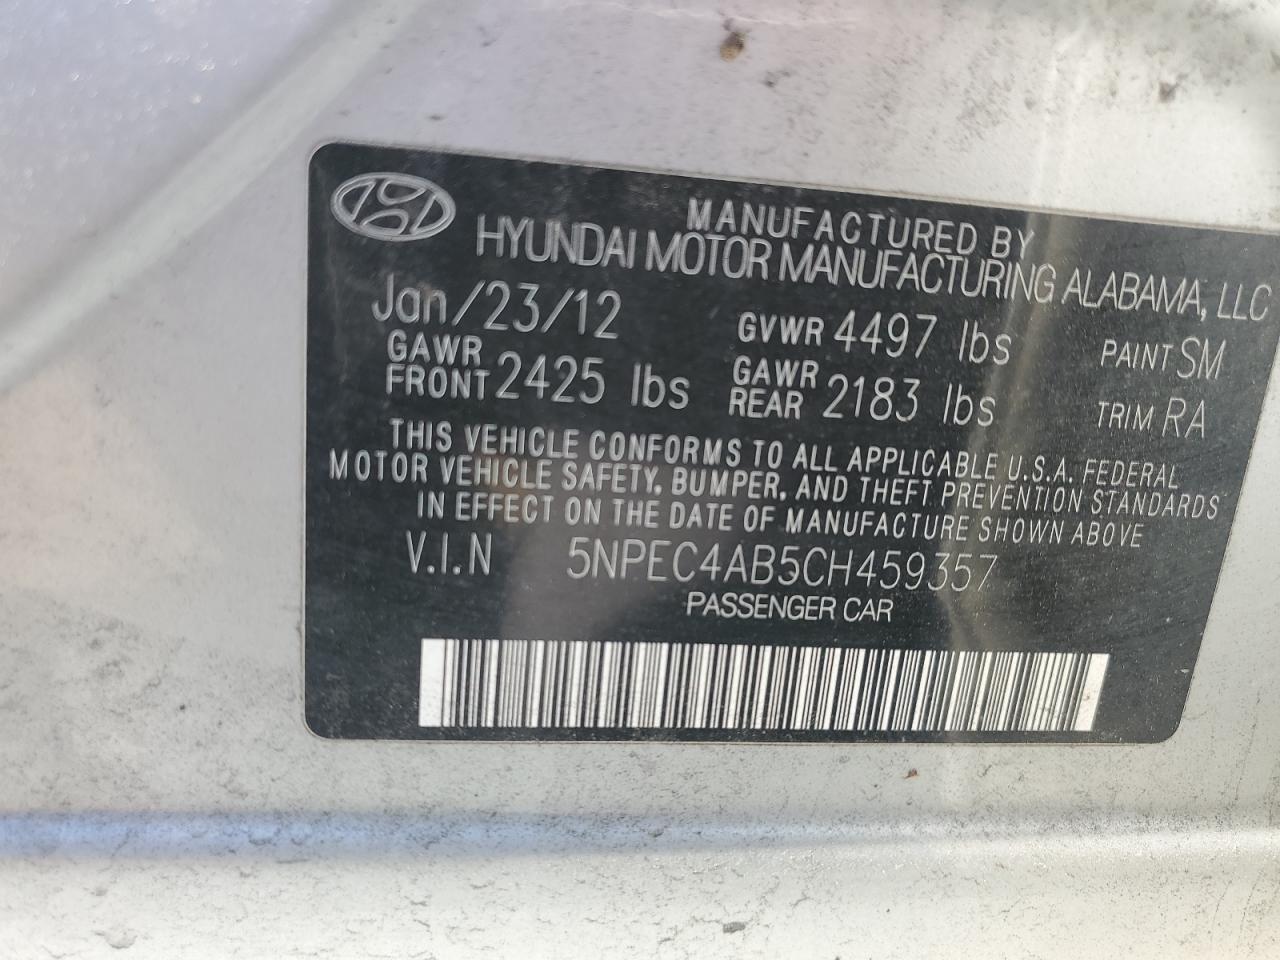 MANUFACTURED BY
HYUNDAI MOTOR MANUFACTURING ALABAMA, LLC
Jan/23/12 GVWR 4497 lbs PAINT SM
GAWR FRONT 2425 lbs GAWR REAR 2183 lbs TRIM RA
THIS VEHICLE CONFORMS TO ALL APPLICABLE U.S.A. FEDERAL
MOTOR VEHICLE SAFETY, BUMPER, AND THEFT PREVENTION STANDARDS
IN EFFECT ON THE DATE OF MANUFACTURE SHOWN ABOVE
V.I.N 5NPEC4AB5CH459357
PASSENGER CAR